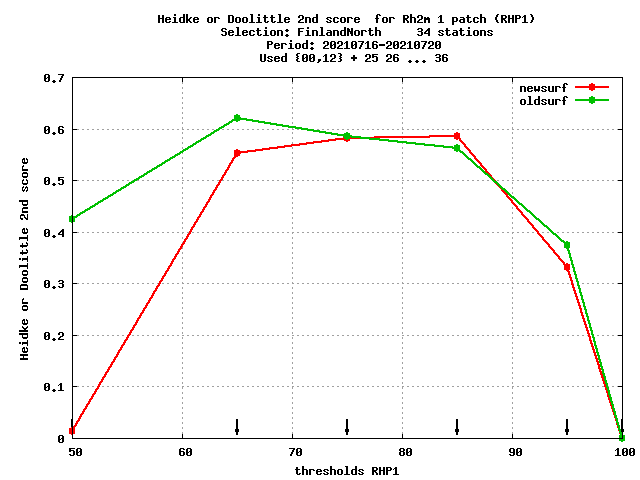 Heidke or Doolittle 2nd score  for Rh2m 1 patch (RHP1)
Selection: FinlandNorth     34 stations
Period: 20210716-20210720
Used {00,12} + 25 26 ... 36
newsurf
oldsurf
Heidke or Doolittle 2nd score
0.7
0.6
0.5
0.4
0.3
0.2
0.1
0
50 60 70 80 90 100
thresholds RHP1